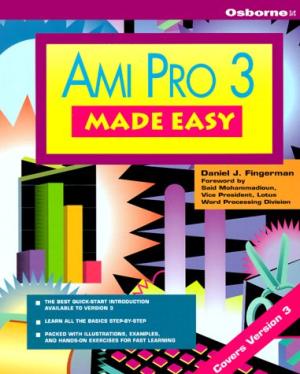 Osborne
AMI PRO 3
MADE EASY
Daniel J. Fingerman
Foreword by
Said Mohammadioun,
Vice President, Lotus
Word Processing Division
THE BEST QUICK-START INTRODUCTION
AVAILABLE TO VERSION 3
LEARN ALL THE BASICS STEP-BY-STEP
PACKED WITH ILLUSTRATIONS, EXAMPLES,
AND HANDS-ON EXERCISES FOR FAST LEARNING
Covers Version 3